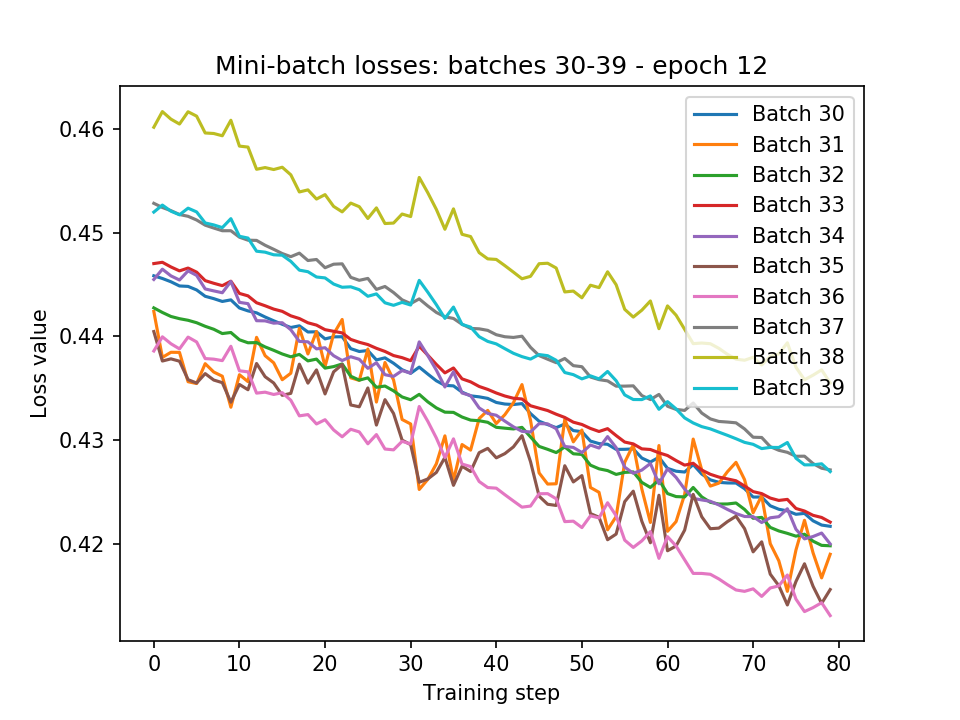 Mini-batch losses: batches 30-39 - epoch 12
Loss value
0.46
0.45
0.44
0.43
0.42
Batch 30
Batch 31
Batch 32
Batch 33
Batch 34
Batch 35
Batch 36
Batch 37
Batch 38
Batch 39
0 10 20 30 40 50 60 70 80
Training step